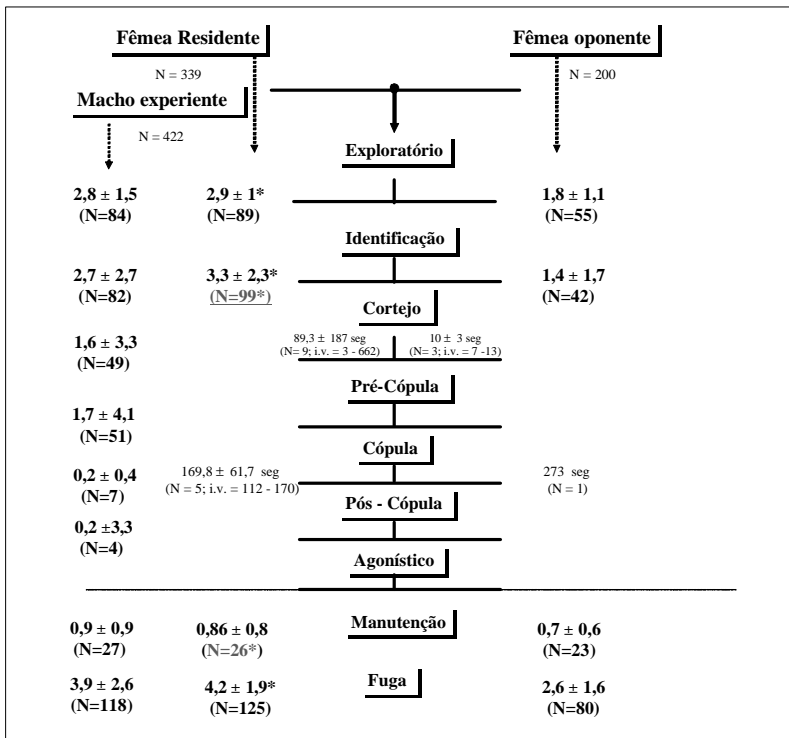 Fêmea Residente
Fêmea oponente
N = 339
N = 200
Macho experiente
N = 422
Exploratório
2,8 ± 1,5
(N=84)
2,9 ± 1*
(N=89)
1,8 ± 1,1
(N=55)
Identificação
2,7 ± 2,7
(N=82)
3,3 ± 2,3*
(N=99*)
1,4 ± 1,7
(N=42)
Cortejo
1,6 ± 3,3
(N=49)
89,3 ± 187 seg
(N= 9; i.v. = 3 - 662)
10 ± 3 seg
(N= 3; i.v. = 7 -13)
Pré-Cópula
1,7 ± 4,1
(N=51)
Cópula
0,2 ± 0,4
(N=7)
169,8 ± 61,7 seg
(N = 5; i.v. = 112 - 170)
273 seg
(N = 1)
Pós - Cópula
0,2 ±3,3
(N=4)
Agonístico
0,9 ± 0,9
(N=27)
0,86 ± 0,8
(N=26*)
Manutenção
0,7 ± 0,6
(N=23)
3,9 ± 2,6
(N=118)
4,2 ± 1,9*
(N=125)
Fuga
2,6 ± 1,6
(N=80)